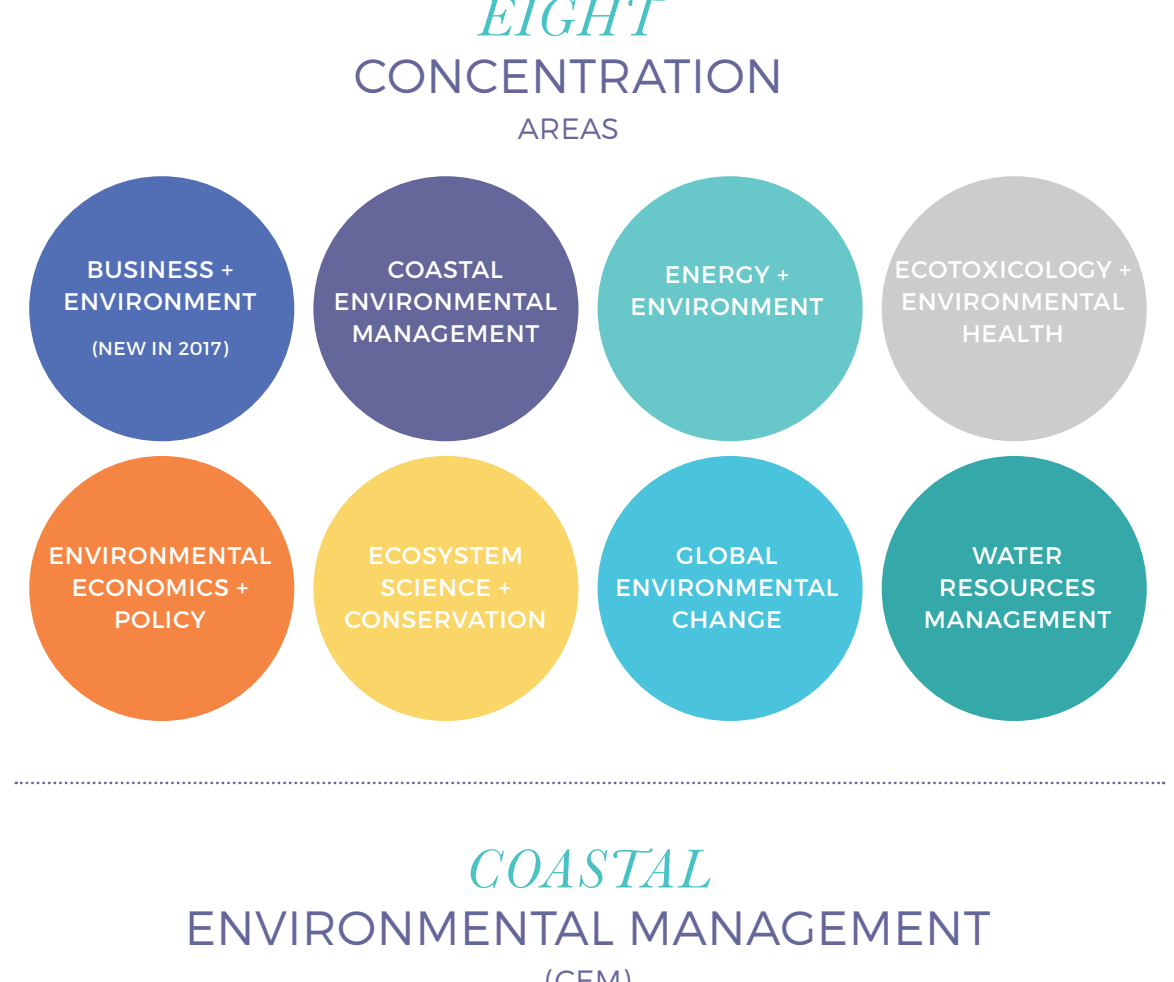 EIGHT
CONCENTRATION
AREAS
BUSINESS +
ENVIRONMENT
(NEW IN 2017)
COASTAL
ENVIRONMENTAL
MANAGEMENT
ENERGY +
ENVIRONMENT
ECOTOXICOLOGY +
ENVIRONMENTAL
HEALTH
ENVIRONMENTAL
ECONOMICS +
POLICY
ECOSYSTEM
SCIENCE +
CONSERVATION
GLOBAL
ENVIRONMENTAL
CHANGE
WATER
RESOURCES
MANAGEMENT
COASTAL
ENVIRONMENTAL MANAGEMENT
(CEM)